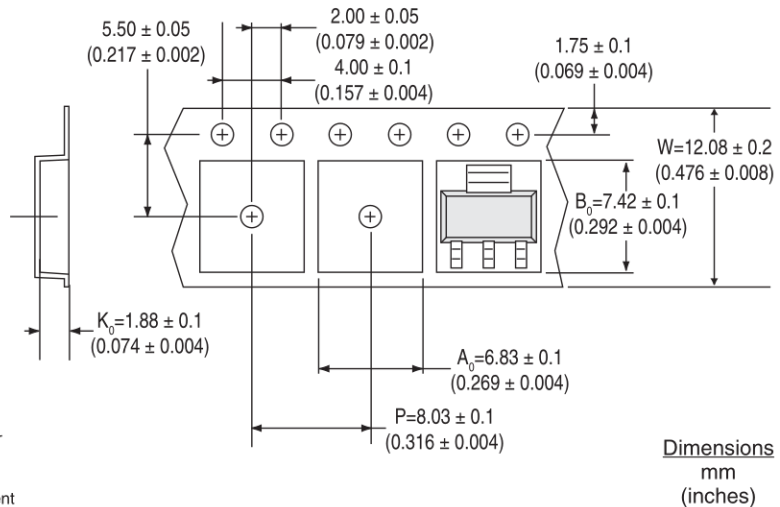 5.50 ± 0.05
(0.217 ± 0.002)
2.00 ± 0.05
(0.079 ± 0.002)
4.00 ± 0.1
(0.157 ± 0.004)
1.75 ± 0.1
(0.069 ± 0.004)
W=12.08 ± 0.2
(0.476 ± 0.008)
B₀=7.42 ± 0.1
(0.292 ± 0.004)
K₀=1.88 ± 0.1
(0.074 ± 0.004)
A₀=6.83 ± 0.1
(0.269 ± 0.004)
P=8.03 ± 0.1
(0.316 ± 0.004)
Dimensions
mm
(inches)